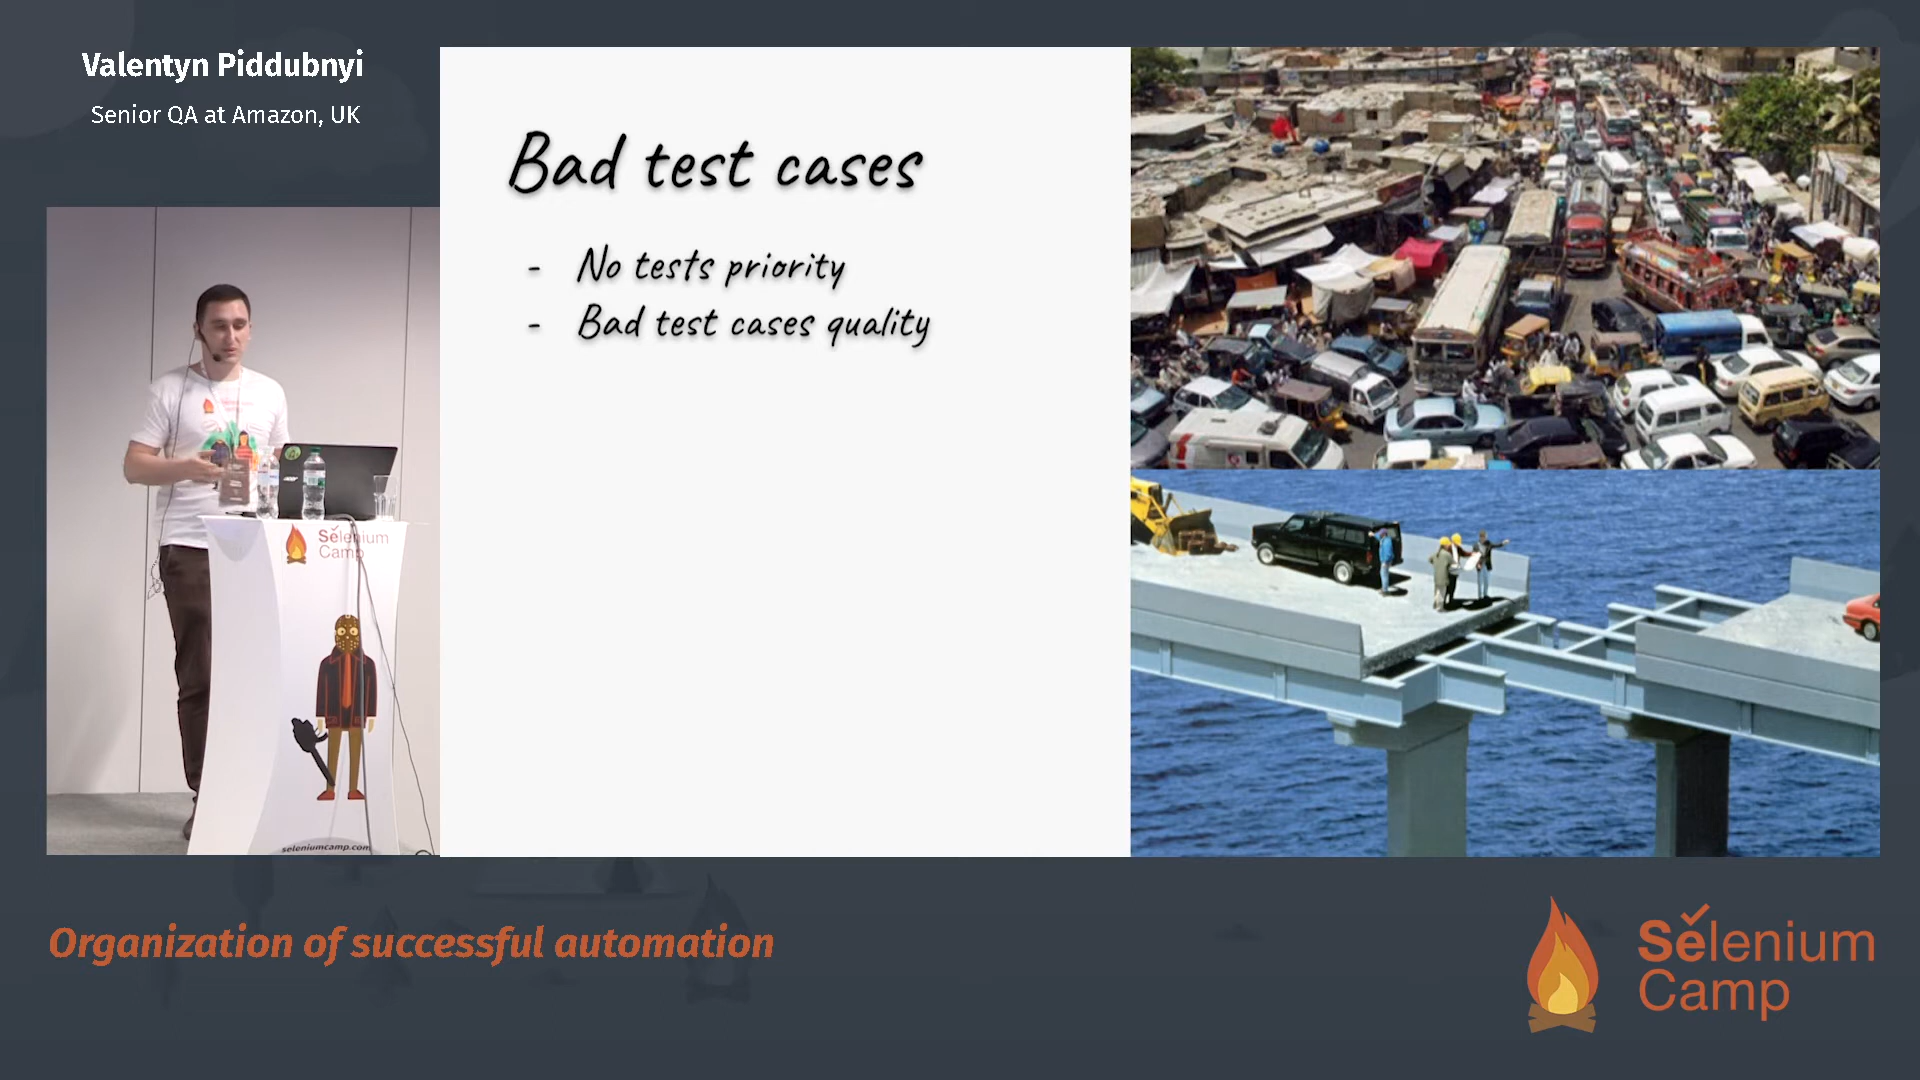 Valentyn Piddubnyi
Senior QA at Amazon, UK
Bad test cases
- No tests priority
- Bad test cases quality
Selenium
Camp
seleniumcamp.com
Organization of successful automation
Selenium
Camp